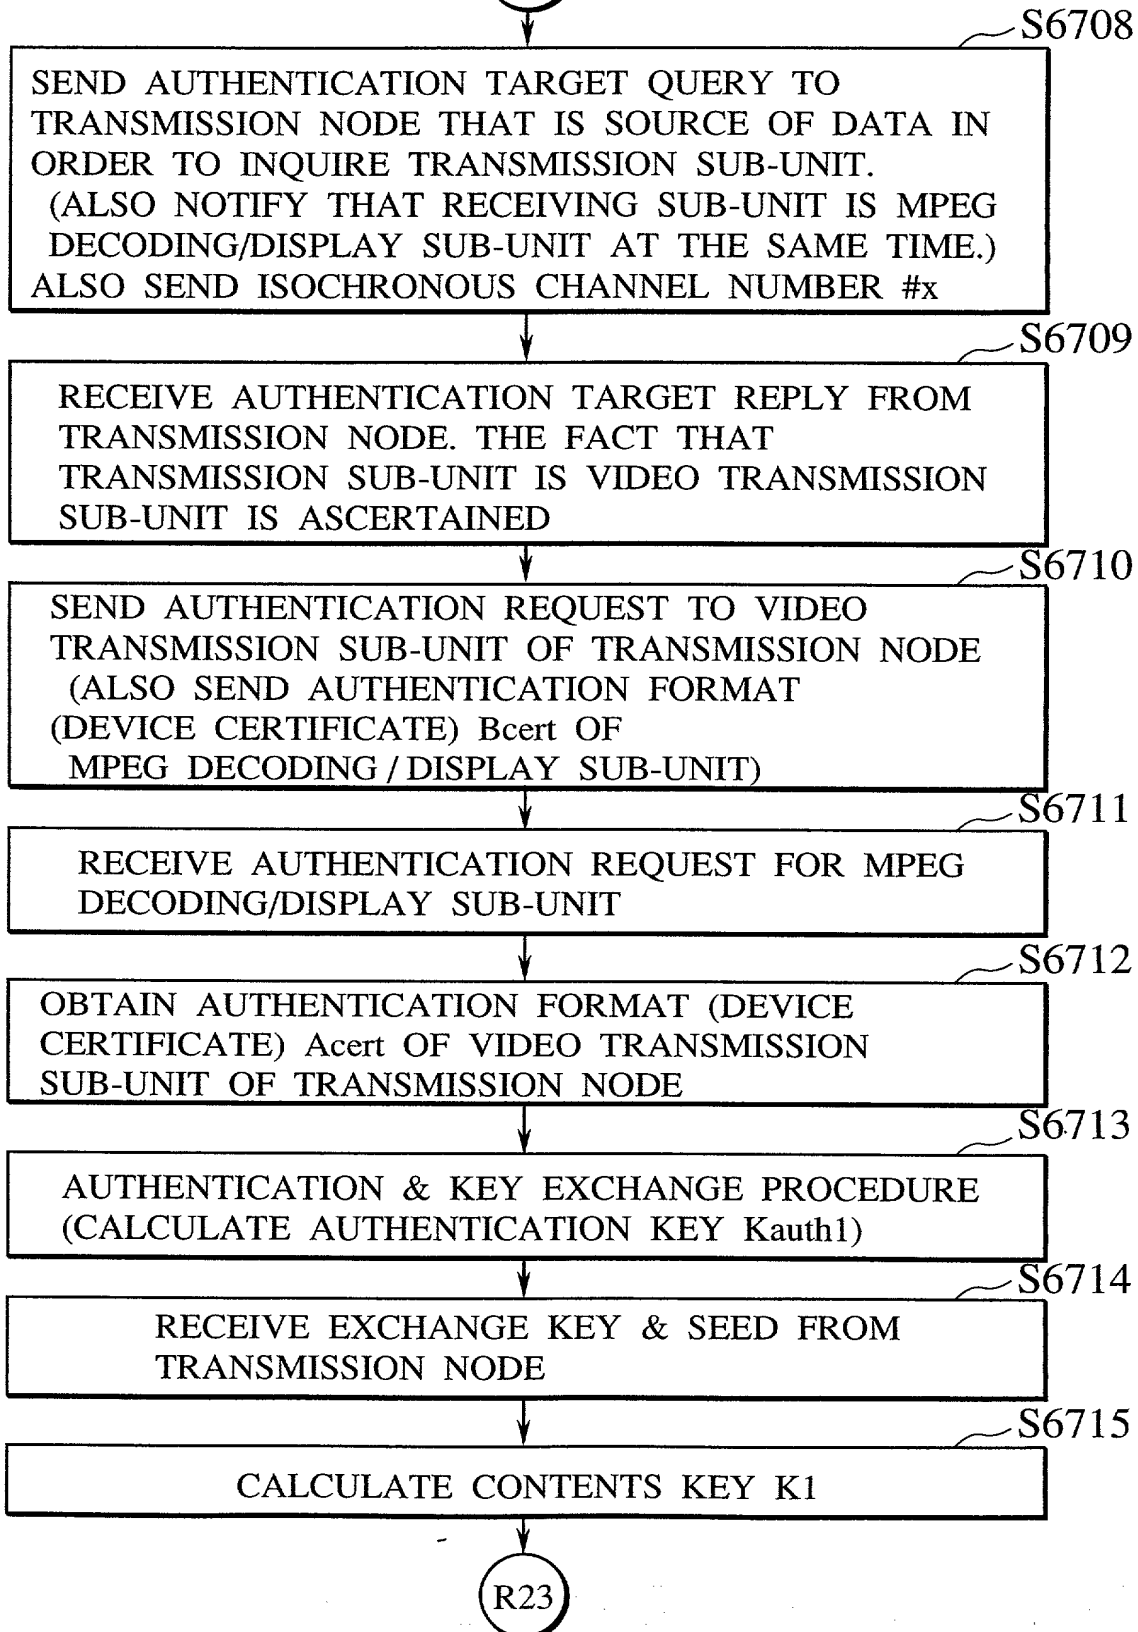 S6708
SEND AUTHENTICATION TARGET QUERY TO
TRANSMISSION NODE THAT IS SOURCE OF DATA IN
ORDER TO INQUIRE TRANSMISSION SUB-UNIT.
(ALSO NOTIFY THAT RECEIVING SUB-UNIT IS MPEG
DECODING/DISPLAY SUB-UNIT AT THE SAME TIME.)
ALSO SEND ISOCHRONOUS CHANNEL NUMBER #x
S6709
RECEIVE AUTHENTICATION TARGET REPLY FROM
TRANSMISSION NODE. THE FACT THAT
TRANSMISSION SUB-UNIT IS VIDEO TRANSMISSION
SUB-UNIT IS ASCERTAINED
S6710
SEND AUTHENTICATION REQUEST TO VIDEO
TRANSMISSION SUB-UNIT OF TRANSMISSION NODE
(ALSO SEND AUTHENTICATION FORMAT
(DEVICE CERTIFICATE) Bcert OF
MPEG DECODING / DISPLAY SUB-UNIT)
S6711
RECEIVE AUTHENTICATION REQUEST FOR MPEG
DECODING/DISPLAY SUB-UNIT
S6712
OBTAIN AUTHENTICATION FORMAT (DEVICE
CERTIFICATE) Acert OF VIDEO TRANSMISSION
SUB-UNIT OF TRANSMISSION NODE
S6713
AUTHENTICATION & KEY EXCHANGE PROCEDURE
(CALCULATE AUTHENTICATION KEY Kauth1)
S6714
RECEIVE EXCHANGE KEY & SEED FROM
TRANSMISSION NODE
S6715
CALCULATE CONTENTS KEY K1
R23